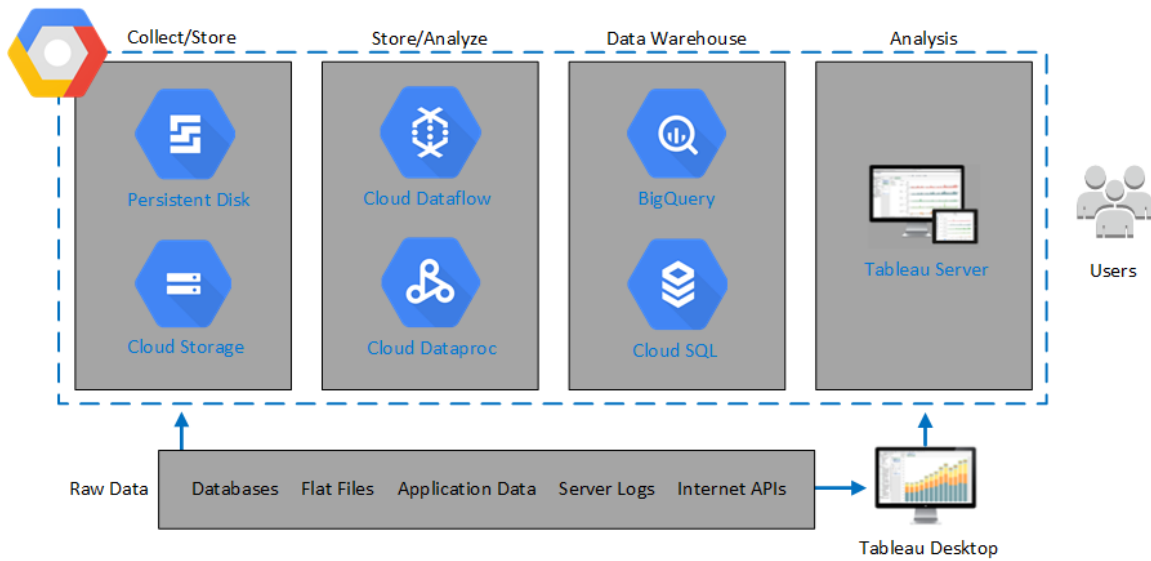 Collect/Store
Store/Analyze
Data Warehouse
Analysis
Persistent Disk
Cloud Dataflow
BigQuery
Tableau Server
Users
Cloud Storage
Cloud Dataproc
Cloud SQL
Raw Data
Databases
Flat Files
Application Data
Server Logs
Internet APIs
Tableau Desktop